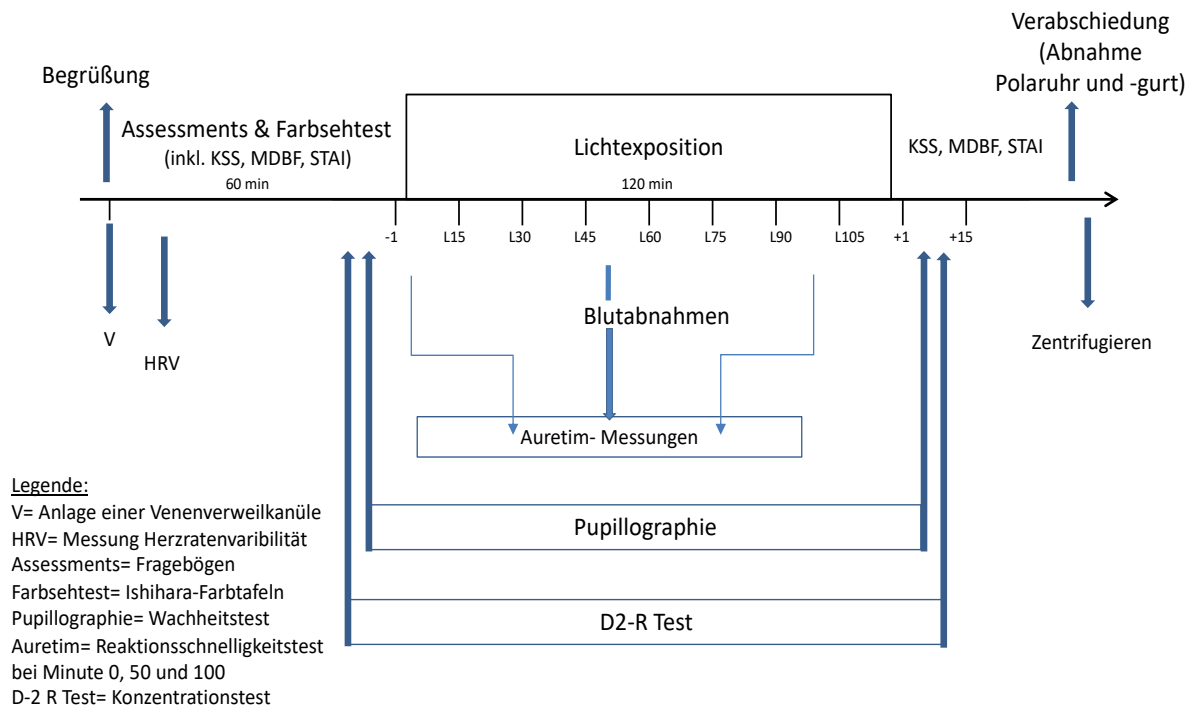 Begrüßung
Assessments & Farbsehtest
(inkl. KSS, MDBF, STAI)
60 min
Lichtexposition
120 min
KSS, MDBF, STAI
Verabschiedung
(Abnahme
Polaruhr und -gurt)
-1
L15
L30
L45
L60
L75
L90
L105
+1
+15
V
HRV
Blutabnahmen
Zentrifugieren
Auretim- Messungen
Pupillographie
D2-R Test
Legende:
V= Anlage einer Venenverweilkanüle
HRV= Messung Herzratenvaribilität
Assessments= Fragebögen
Farbsehtest= Ishihara-Farbtafeln
Pupillographie= Wachheitstest
Auretim= Reaktionsschnelligkeitstest
bei Minute 0, 50 und 100
D-2 R Test= Konzentrationstest